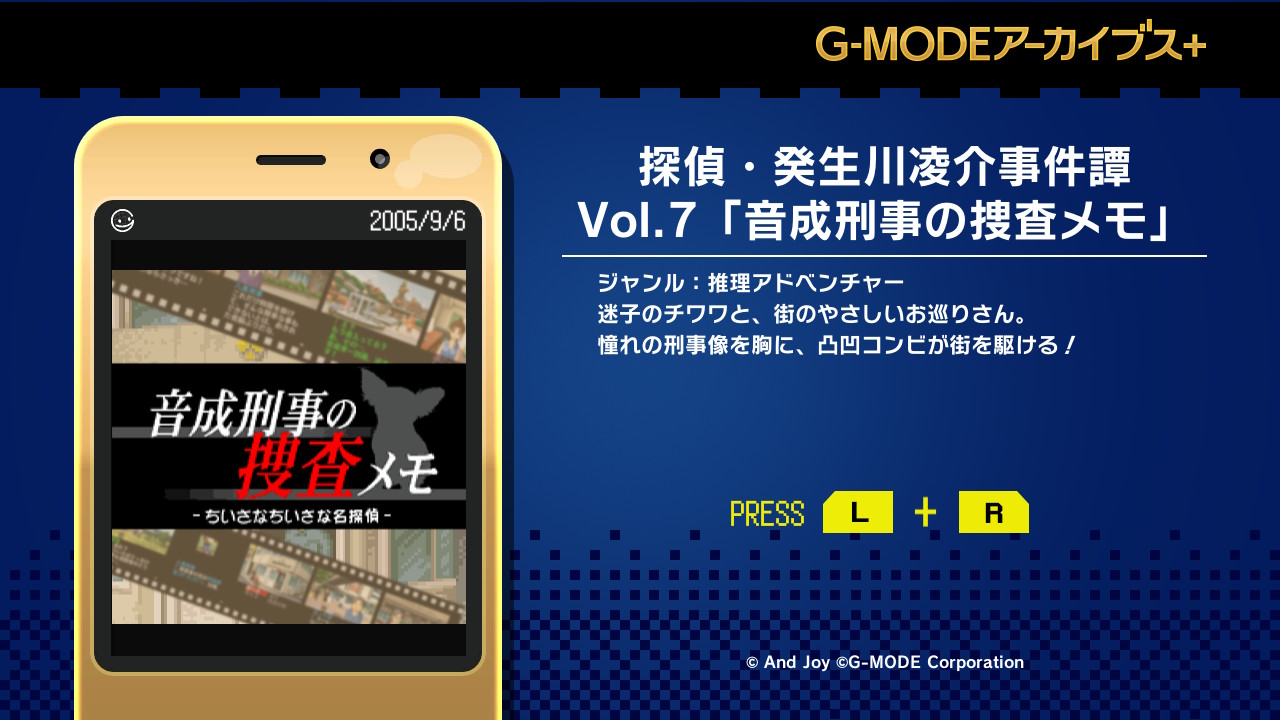 G-MODEアーカイブス+
探偵・癸生川凌介事件譚
Vol.7「音成刑事の捜査メモ」
ジャンル：推理アドベンチャー
迷子のチワワと、街のやさしいお巡りさん。
憧れの刑事像を胸に、凸凹コンビが街を駆ける！
2005/9/6
音成刑事の
捜査メモ
-ちいさなちいさな名探偵-
PRESS L + R
© And Joy ©G-MODE Corporation